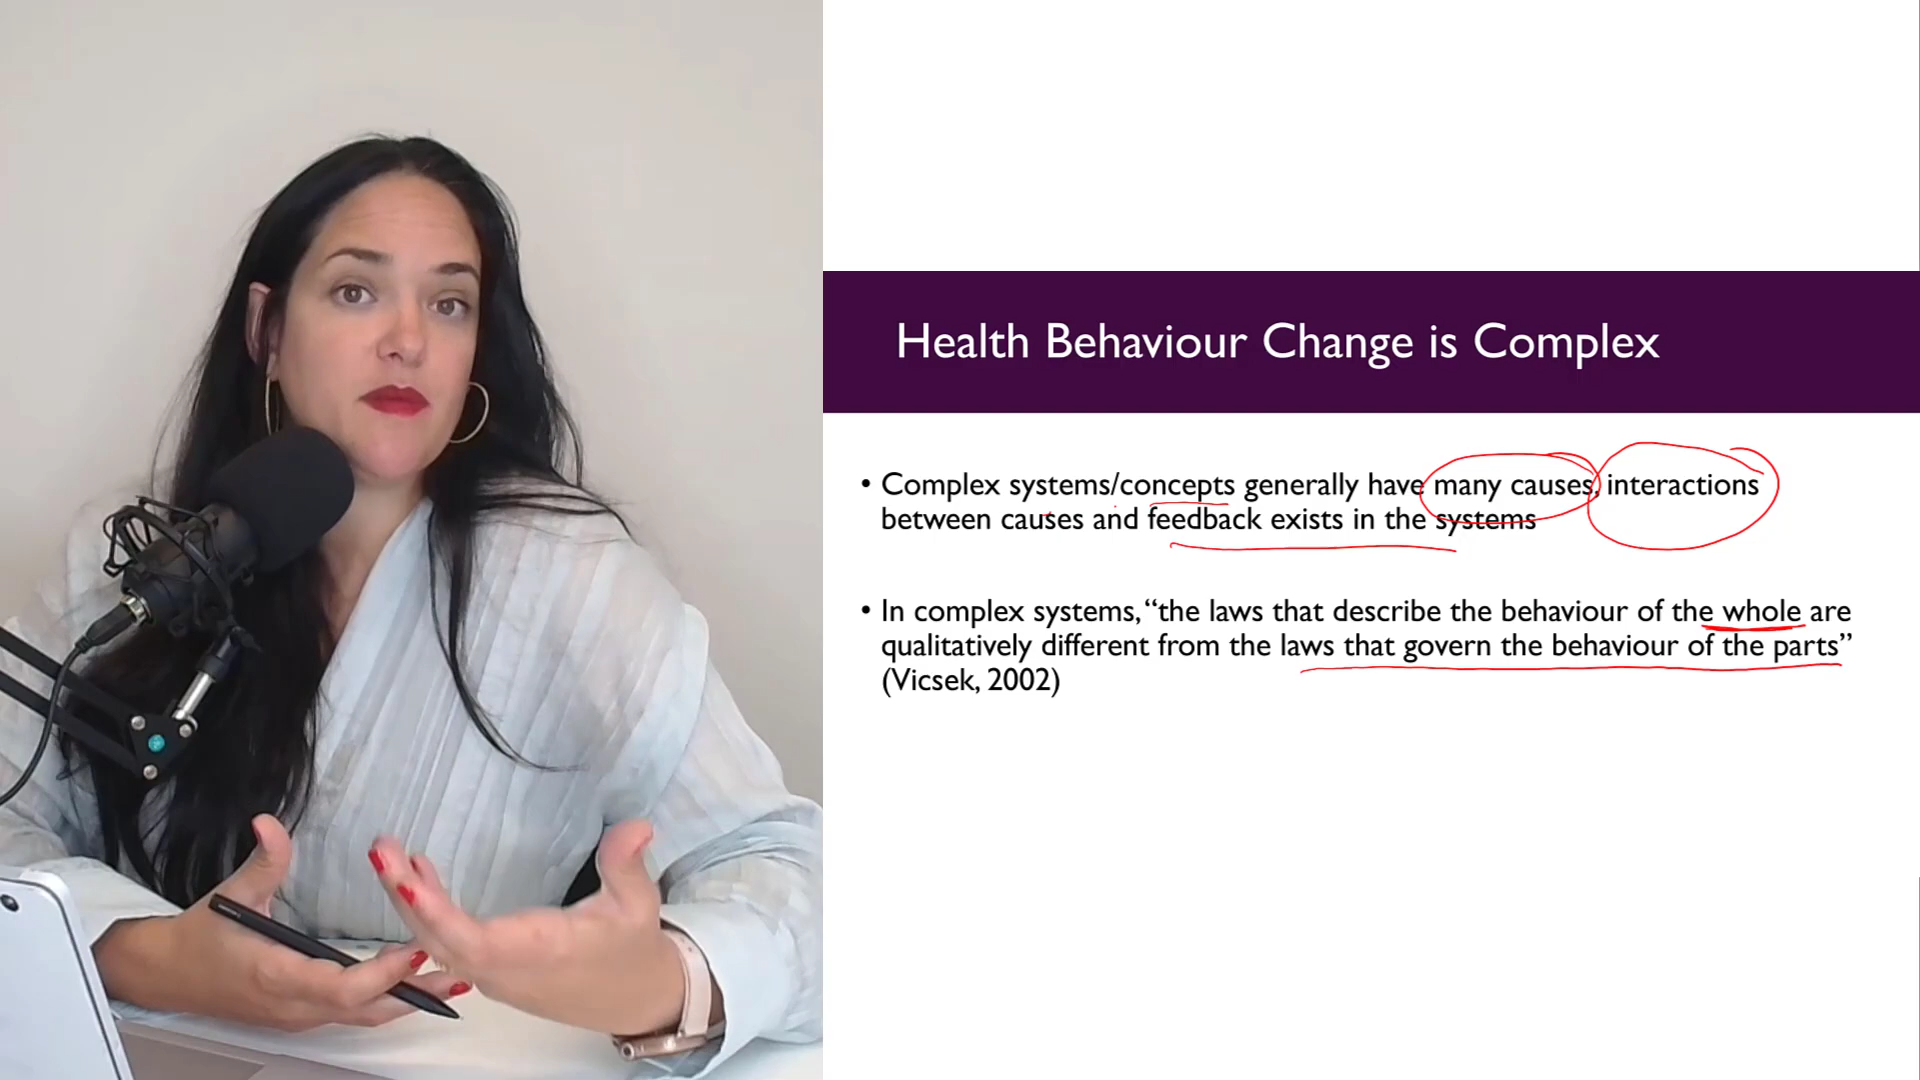 Health Behaviour Change is Complex
• Complex systems/concepts generally have many causes, interactions
between causes and feedback exists in the systems
• In complex systems, “the laws that describe the behaviour of the whole are
qualitatively different from the laws that govern the behaviour of the parts”
(Vicsek, 2002)